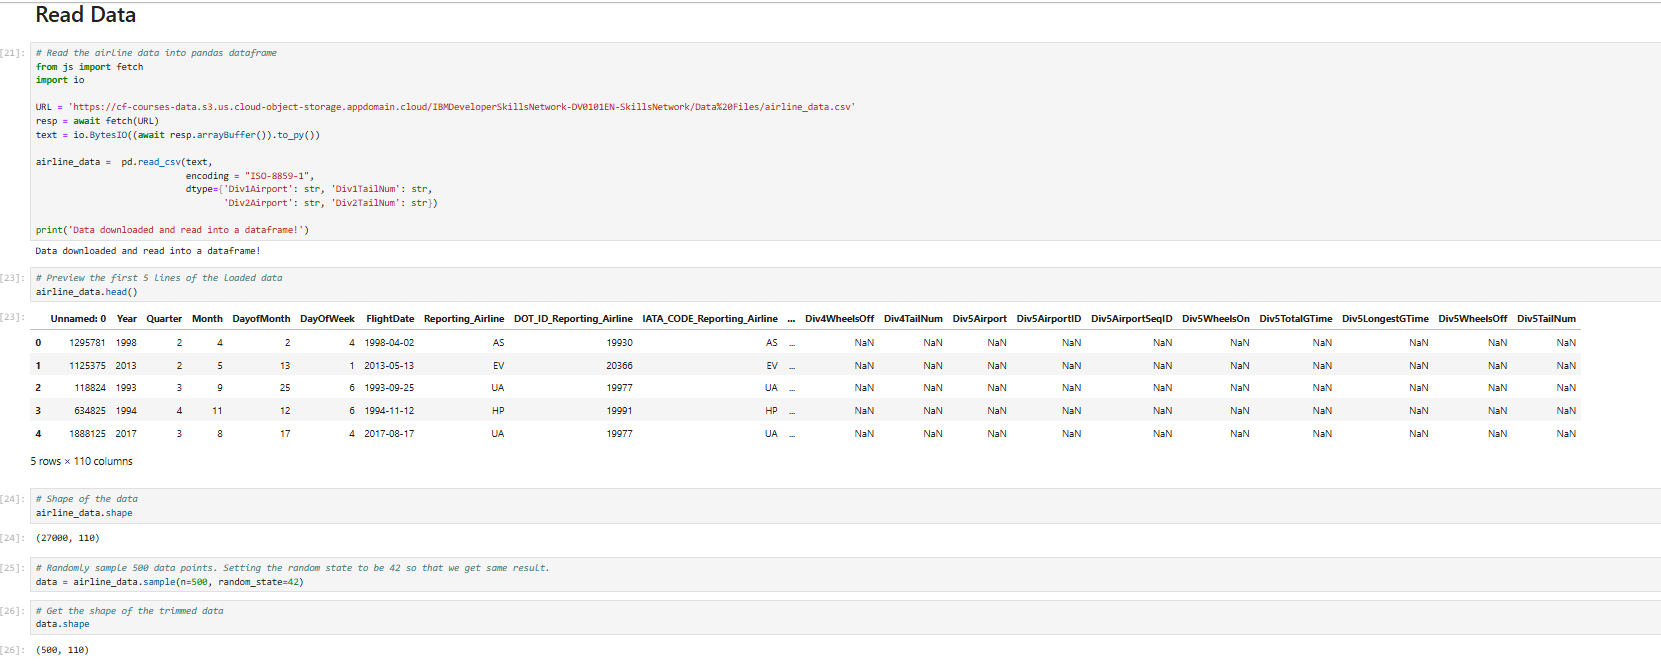 Read Data
[21]: # Read the airline data into pandas dataframe
from js import fetch
import io
URL = 'https://cf-courses-data.s3.us.cloud-object-storage.appdomain.cloud/IBMDeveloperSkillsNetwork-DV0101EN-SkillsNetwork/Data%20Files/airline_data.csv'
resp = await fetch(URL)
text = io.BytesIO((await resp.arrayBuffer()).to_py())
airline_data =  pd.read_csv(text,
encoding = "ISO-8859-1",
dtype={'Div1Airport': str, 'Div1TailNum': str,
'Div2Airport': str, 'Div2TailNum': str})
print('Data downloaded and read into a dataframe!')
Data downloaded and read into a dataframe!
[23]: # Preview the first 5 lines of the loaded data
airline_data.head()
[23]: Unnamed: 0 Year Quarter Month DayofMonth DayOfWeek FlightDate Reporting_Airline DOT_ID_Reporting_Airline IATA_CODE_Reporting_Airline ... Div4WheelsOff Div4TailNum Div5Airport Div5AirportID Div5AirportSeqID Div5WheelsOn Div5TotalGTime Div5LongestGTime Div5WheelsOff Div5TailNum
0 1295781 1998 2 4 2 4 1998-04-02 AS 19930 AS ... NaN NaN NaN NaN NaN NaN NaN NaN NaN NaN
1 1125375 2013 2 5 13 1 2013-05-13 EV 20366 EV ... NaN NaN NaN NaN NaN NaN NaN NaN NaN NaN
2 118824 1993 3 9 25 6 1993-09-25 UA 19977 UA ... NaN NaN NaN NaN NaN NaN NaN NaN NaN NaN
3 634825 1994 4 11 12 6 1994-11-12 HP 19991 HP ... NaN NaN NaN NaN NaN NaN NaN NaN NaN NaN
4 1888125 2017 3 8 17 4 2017-08-17 UA 19977 UA ... NaN NaN NaN NaN NaN NaN NaN NaN NaN NaN
5 rows × 110 columns
[24]: # Shape of the data
airline_data.shape
[24]: (27000, 110)
[25]: # Randomly sample 500 data points. Setting the random state to be 42 so that we get same result.
data = airline_data.sample(n=500, random_state=42)
[26]: # Get the shape of the trimmed data
data.shape
[26]: (500, 110)